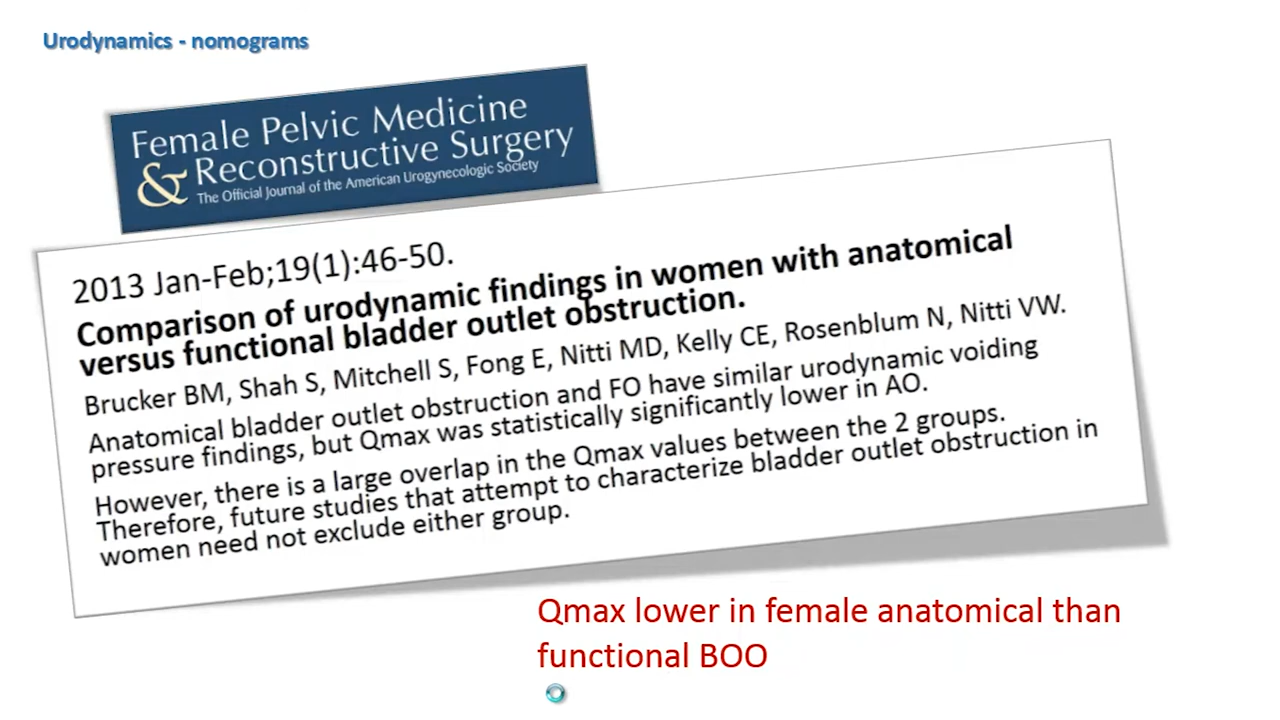 Urodynamics - nomograms
Female Pelvic Medicine
& Reconstructive Surgery
The Official Journal of the American Urogynecologic Society
2013 Jan-Feb;19(1):46-50.
Comparison of urodynamic findings in women with anatomical
versus functional bladder outlet obstruction.
Brucker BM, Shah S, Mitchell S, Fong E, Nitti MD, Kelly CE, Rosenblum N, Nitti VW.
Anatomical bladder outlet obstruction and FO have similar urodynamic voiding
pressure findings, but Qmax was statistically significantly lower in AO.
However, there is a large overlap in the Qmax values between the 2 groups.
Therefore, future studies that attempt to characterize bladder outlet obstruction in
women need not exclude either group.
Qmax lower in female anatomical than
functional BOO